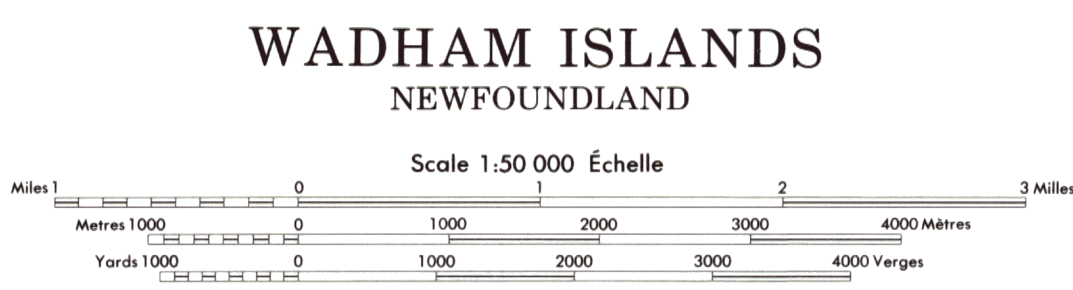 WADHAM ISLANDS
NEWFOUNDLAND
Scale 1:50 000 Échelle
Miles 1 0 1 2 3 Milles
Metres 1000 0 1000 2000 3000 4000 Mètres
Yards 1000 0 1000 2000 3000 4000 Verges